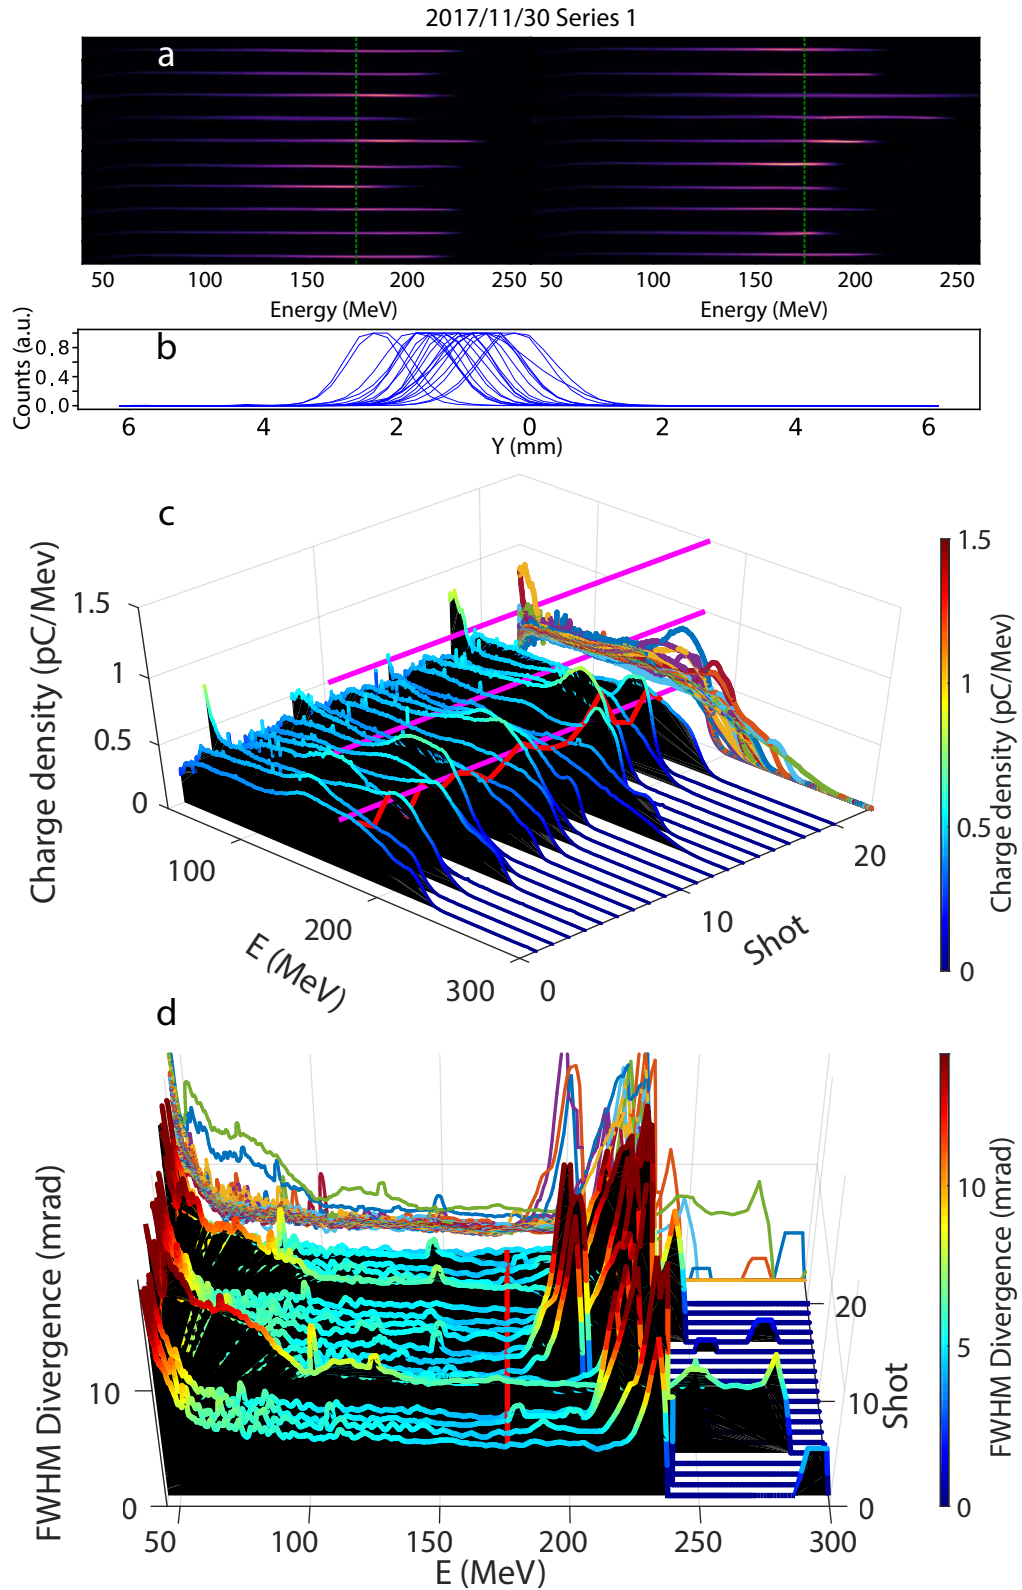 2017/11/30 Series 1
a
50 100 150 200 250 50 100 150 200 250
Energy (MeV) Energy (MeV)
Counts (a.u.)
b
0.8
0.4
0.0
6 4 2 0 2 4 6
Y (mm)
c
Charge density (pC/Mev)
1.5
1
0.5
0
100
200
300
E (MeV)
0
10
20
Shot
1.5
1
0.5
0
Charge density (pC/Mev)
d
FWHM Divergence (mrad)
10
0
50 100 150 200 250 300
E (MeV)
20
10
0
Shot
10
5
0
FWHM Divergence (mrad)